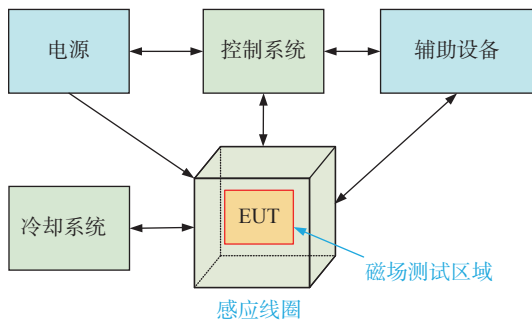 电源
控制系统
辅助设备
冷却系统
EUT
磁场测试区域
感应线圈